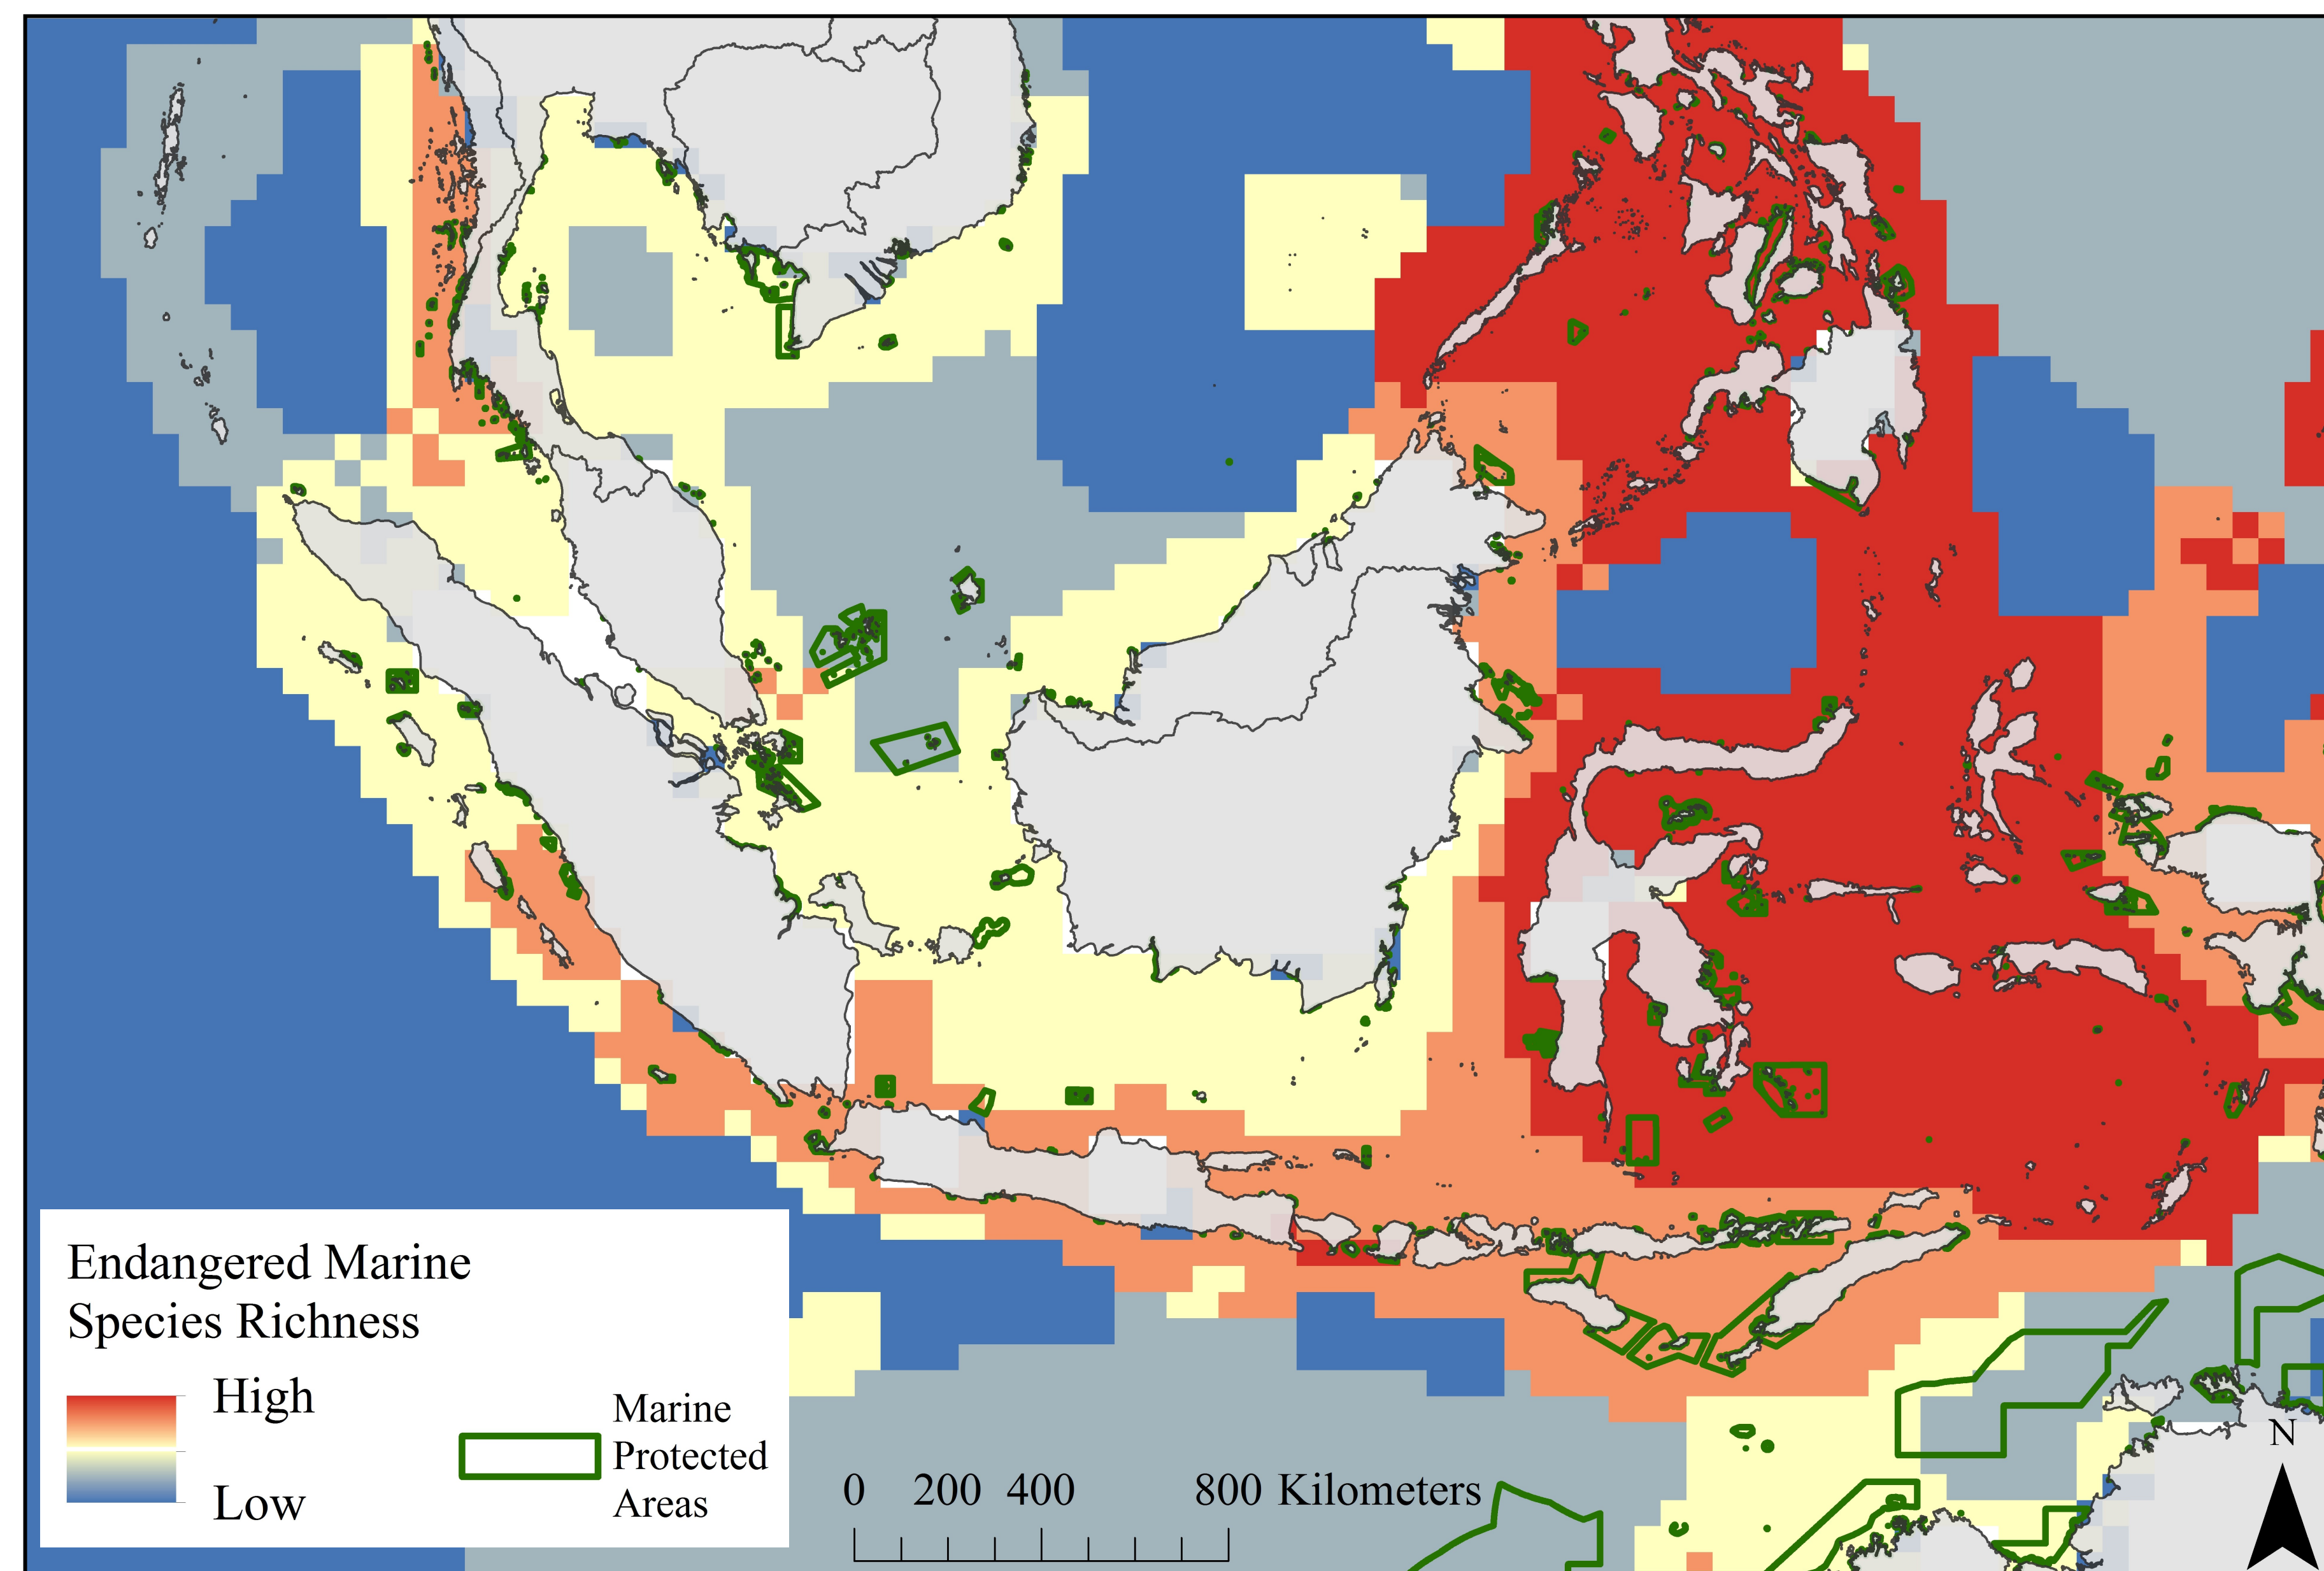 Endangered Marine
Species Richness
High
Low
Marine
Protected
Areas
0 200 400 800 Kilometers
N